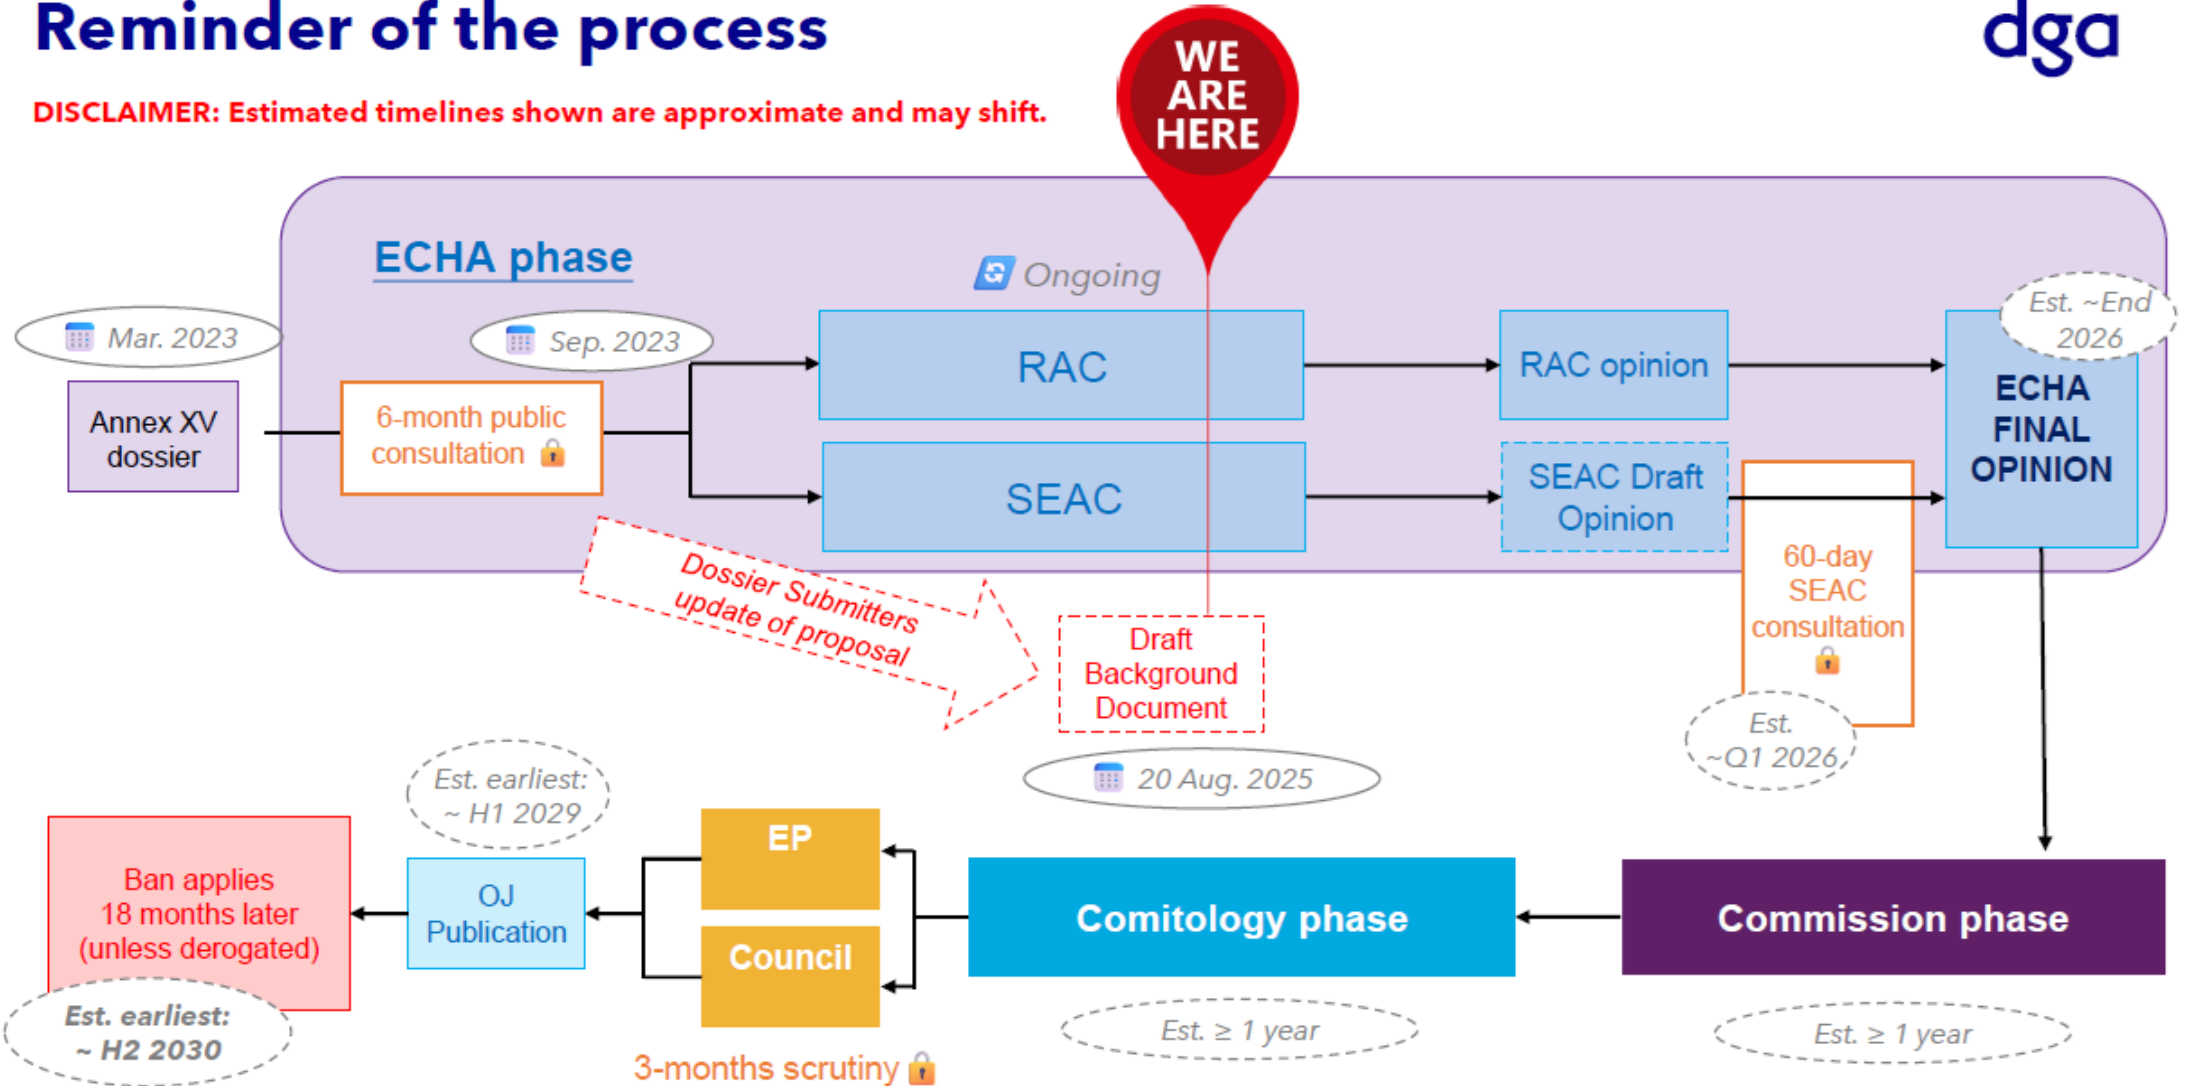 Reminder of the process
dga
DISCLAIMER: Estimated timelines shown are approximate and may shift.
WE
ARE
HERE
ECHA phase
Ongoing
Mar. 2023
Annex XV
dossier
Sep. 2023
6-month public
consultation
RAC
SEAC
RAC opinion
SEAC Draft
Opinion
60-day
SEAC
consultation
Est.
~Q1 2026
Est. ~End
2026
ECHA
FINAL
OPINION
Dossier Submitters
update of proposal
Draft
Background
Document
20 Aug. 2025
Commission phase
Est. ≥ 1 year
Comitology phase
Est. ≥ 1 year
EP
Council
3-months scrutiny
Est. earliest:
~ H1 2029
OJ
Publication
Ban applies
18 months later
(unless derogated)
Est. earliest:
~ H2 2030